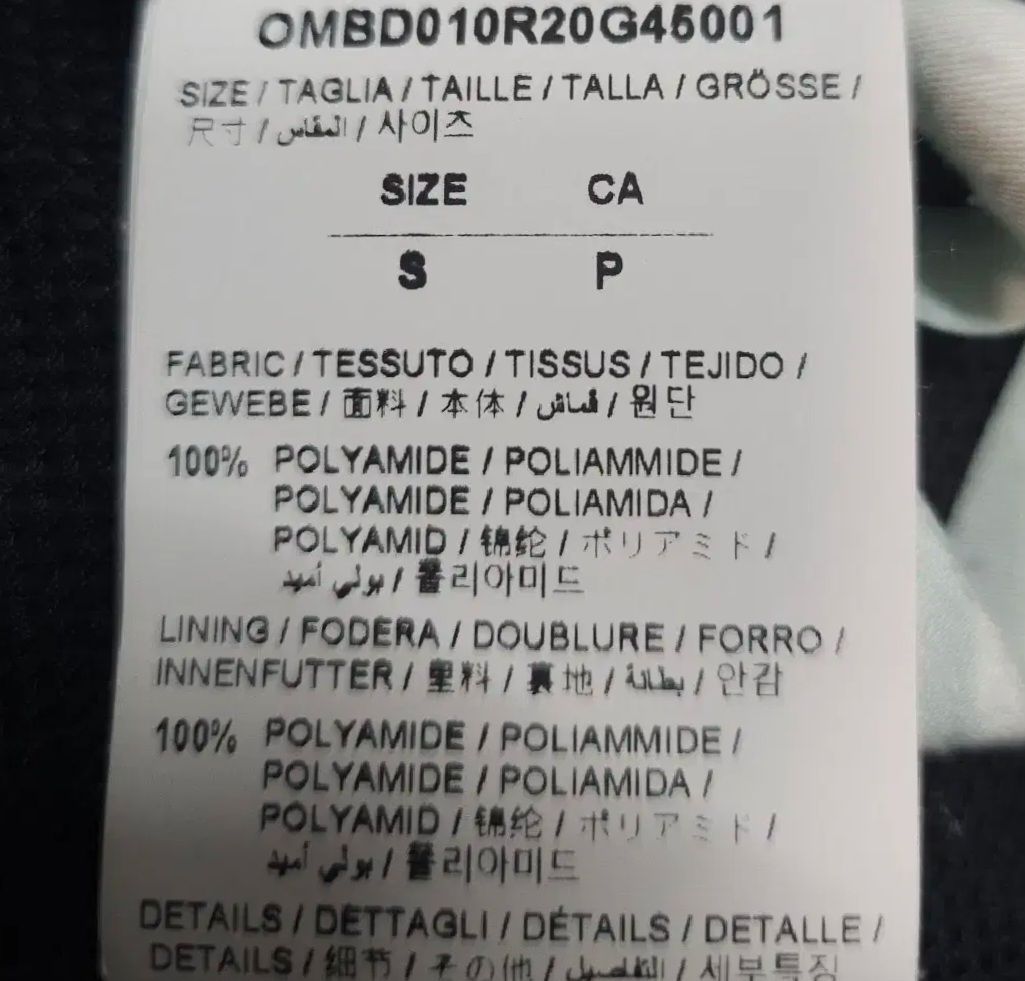 OMBD010R20G45001
SIZE / TAGLIA / TAILLE / TALLA / GRÖSSE /
尺寸 / المقاس / 사이즈
SIZE CA
S P
FABRIC / TESSUTO / TISSUS / TEJIDO /
GEWEBE / 面料 / 本体 / قماش / 원단
100% POLYAMIDE / POLIAMMIDE /
POLYAMIDE / POLIAMIDA /
POLYAMID / 锦纶 / ポリアミド /
بولي أميد / 폴리아미드
LINING / FODERA / DOUBLURE / FORRO /
INNENFUTTER / 里料 / 裏地 / بطانة / 안감
100% POLYAMIDE / POLIAMMIDE /
POLYAMIDE / POLIAMIDA /
POLYAMID / 锦纶 / ポリアミド /
بولي أميد / 폴리아미드
DETAILS / DETTAGLI / DÉTAILS / DETALLE /
DETAILS / 细节 / その他 / التفاصيل / 세부특징